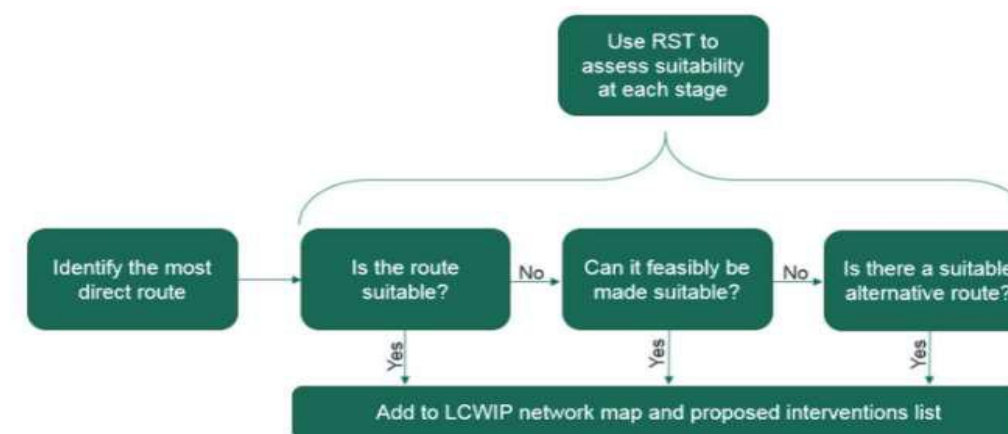 Use RST to
assess suitability
at each stage
Identify the most
direct route
Is the route
suitable?
No
Can it feasibly be
made suitable?
No
Is there a suitable
alternative route?
Yes
Yes
Yes
Add to LCWIP network map and proposed interventions list